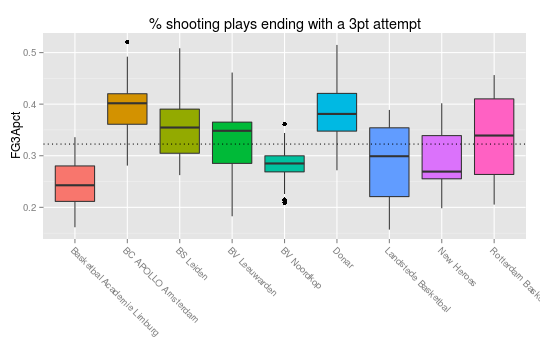 % shooting plays ending with a 3pt attempt
FG3Apct
0.5
0.4
0.3
0.2
Basketbal Academie Limburg
BC APOLLO Amsterdam
BS Leiden
BV Leeuwarden
BV Noordkop
Donar
Landstede Basketbal
New Heroes
Rotterdam Bask